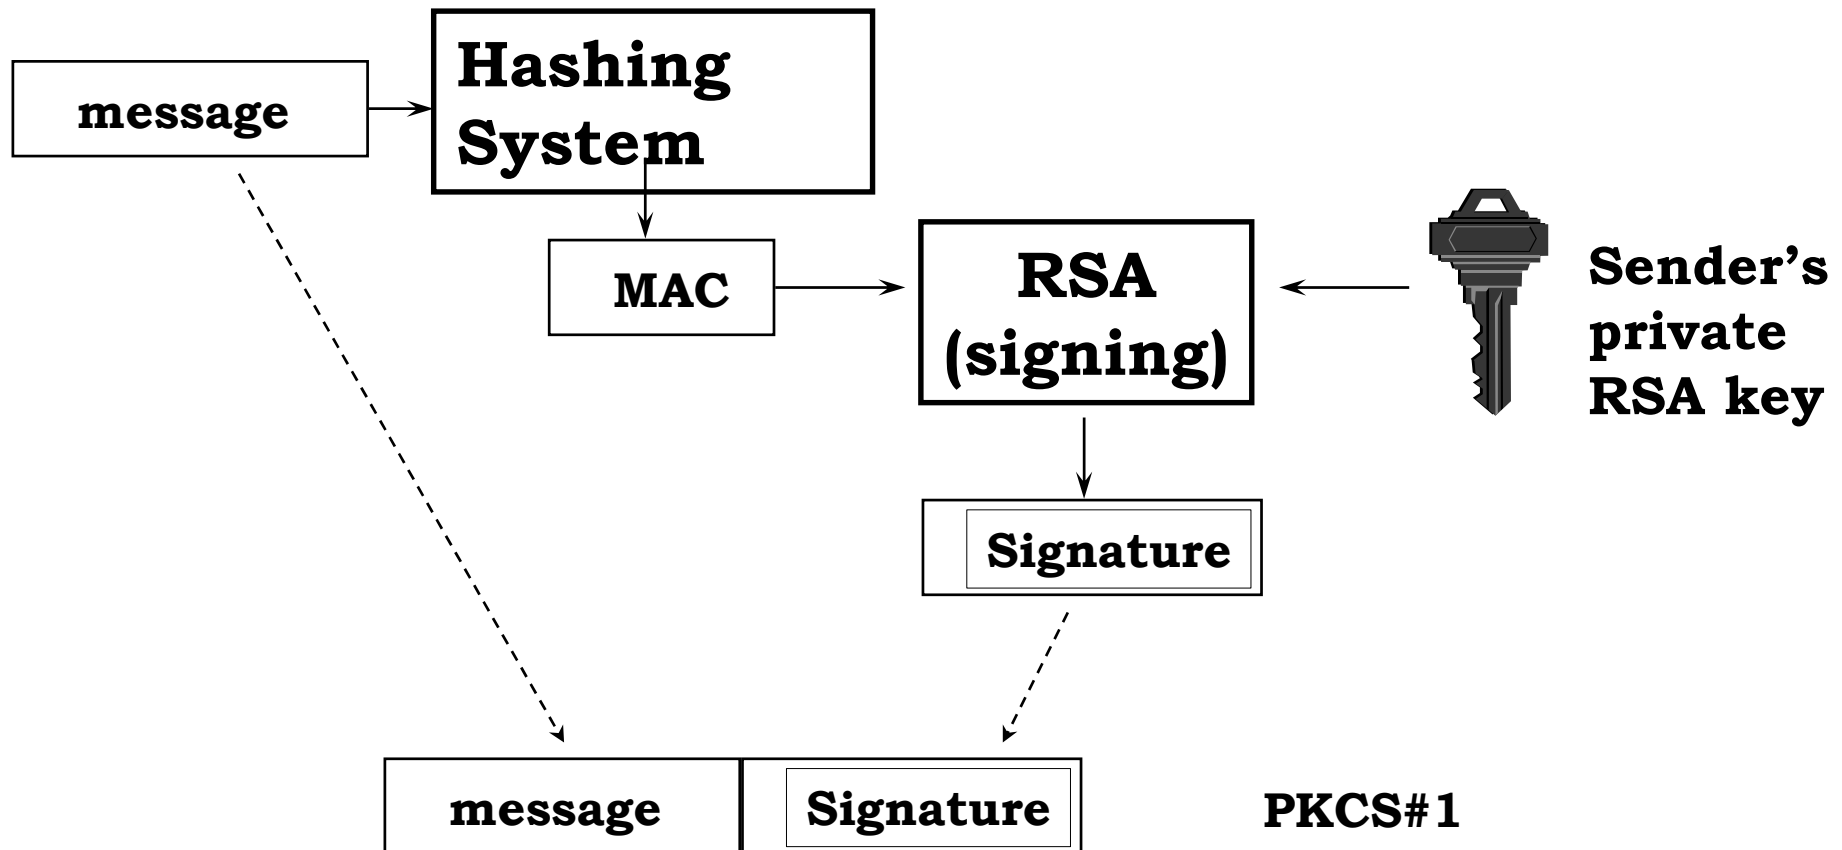 Hashing
System
message
MAC
RSA
(signing)
Sender’s
private
RSA key
Signature
message
Signature
PKCS#1